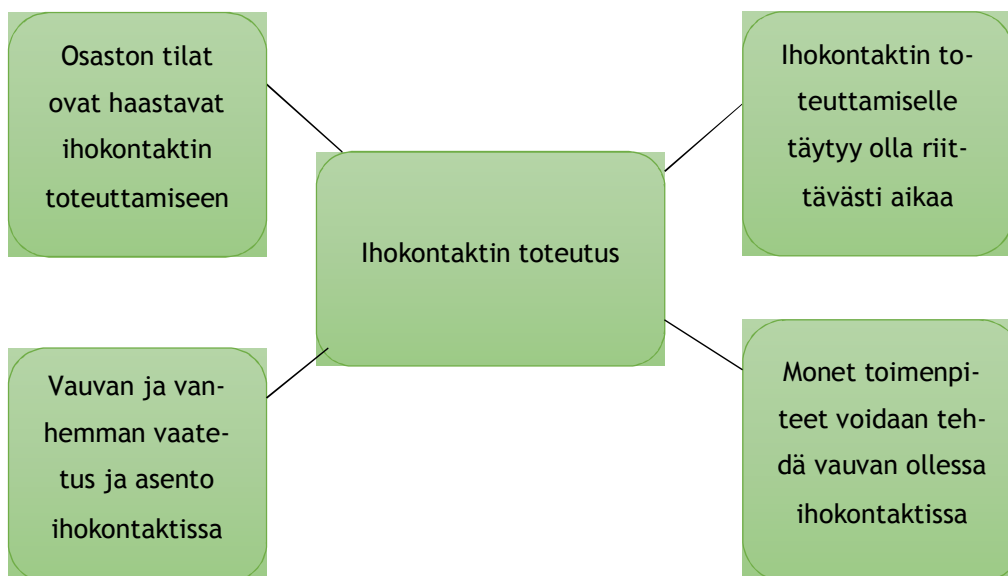 Osaston tilat
ovat haastavat
ihokontaktin
toteuttamiseen
Ihokontaktin to-
teuttamiselle
täytyy olla riit-
tävästi aikaa
Ihokontaktin toteutus
Vauvan ja van-
hemman vaate-
tus ja asento
ihokontaktissa
Monet toimenpi-
teet voidaan teh-
dä vauvan ollessa
ihokontaktissa